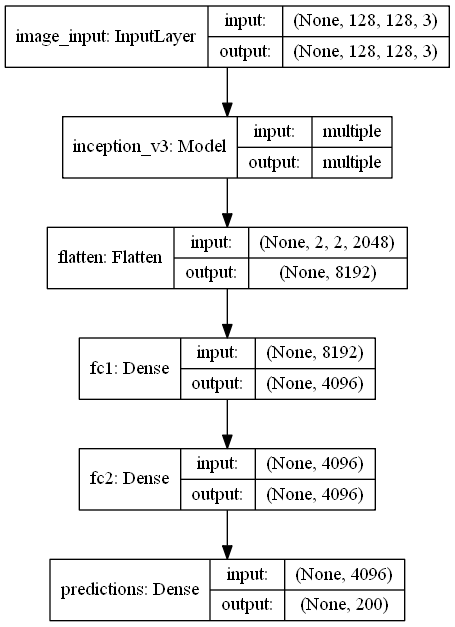 image_input: InputLayer
input: (None, 128, 128, 3)
output: (None, 128, 128, 3)
inception_v3: Model
input: multiple
output: multiple
flatten: Flatten
input: (None, 2, 2, 2048)
output: (None, 8192)
fc1: Dense
input: (None, 8192)
output: (None, 4096)
fc2: Dense
input: (None, 4096)
output: (None, 4096)
predictions: Dense
input: (None, 4096)
output: (None, 200)